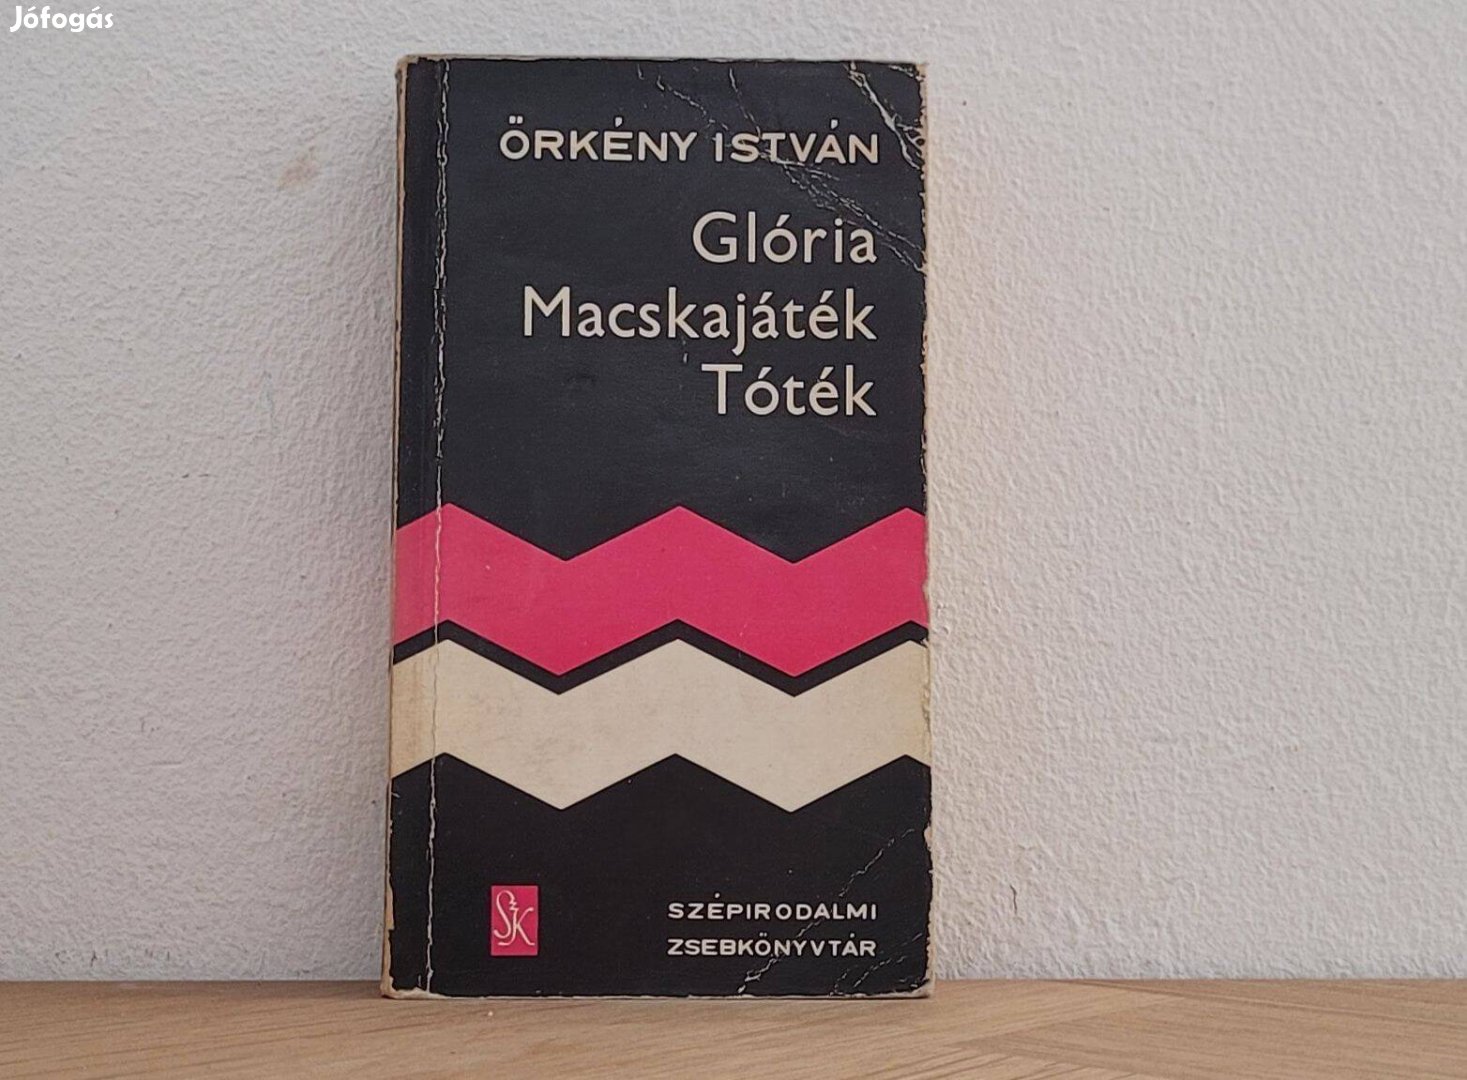 Jófogás
ÖRKÉNY ISTVÁN
Glória
Macskajáték
Tóték
SzK
SZÉPIRODALMI
ZSEBKÖNYVTÁR